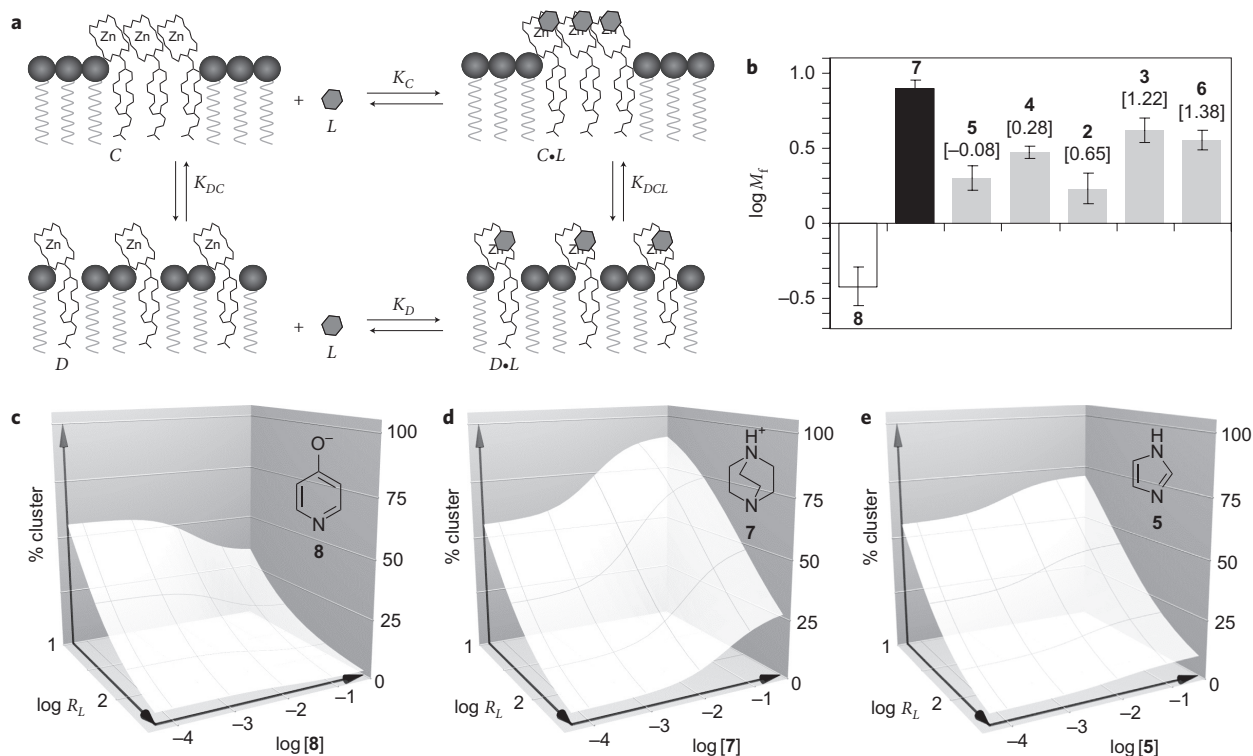 a
Zn Zn Zn
Zn Zn Zn
+ L
K_C
C
C•L
K_DC
K_DCL
Zn Zn Zn
Zn Zn Zn
+ L
K_D
D
D•L
b
log M_f
1.0
0.5
0
–0.5
8
7
5
[–0.08]
4
[0.28]
2
[0.65]
3
[1.22]
6
[1.38]
c
% cluster
O⁻
N
8
100
75
50
25
0
1
2
log R_L
–4 –3 –2 –1
log [8]
d
% cluster
H⁺
N
N
7
100
75
50
25
0
1
2
log R_L
–4 –3 –2 –1
log [7]
e
% cluster
H
N
N
5
100
75
50
25
0
1
2
log R_L
–4 –3 –2 –1
log [5]